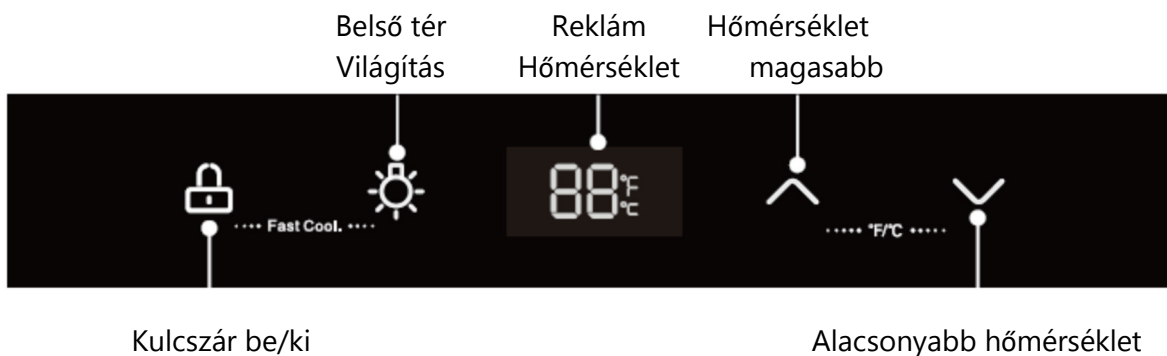 Belső tér
Világítás
Reklám
Hőmérséklet
Hőmérséklet
magasabb
88 °F
°C
Fast Cool.
°F/°C
Kulcszár be/ki
Alacsonyabb hőmérséklet